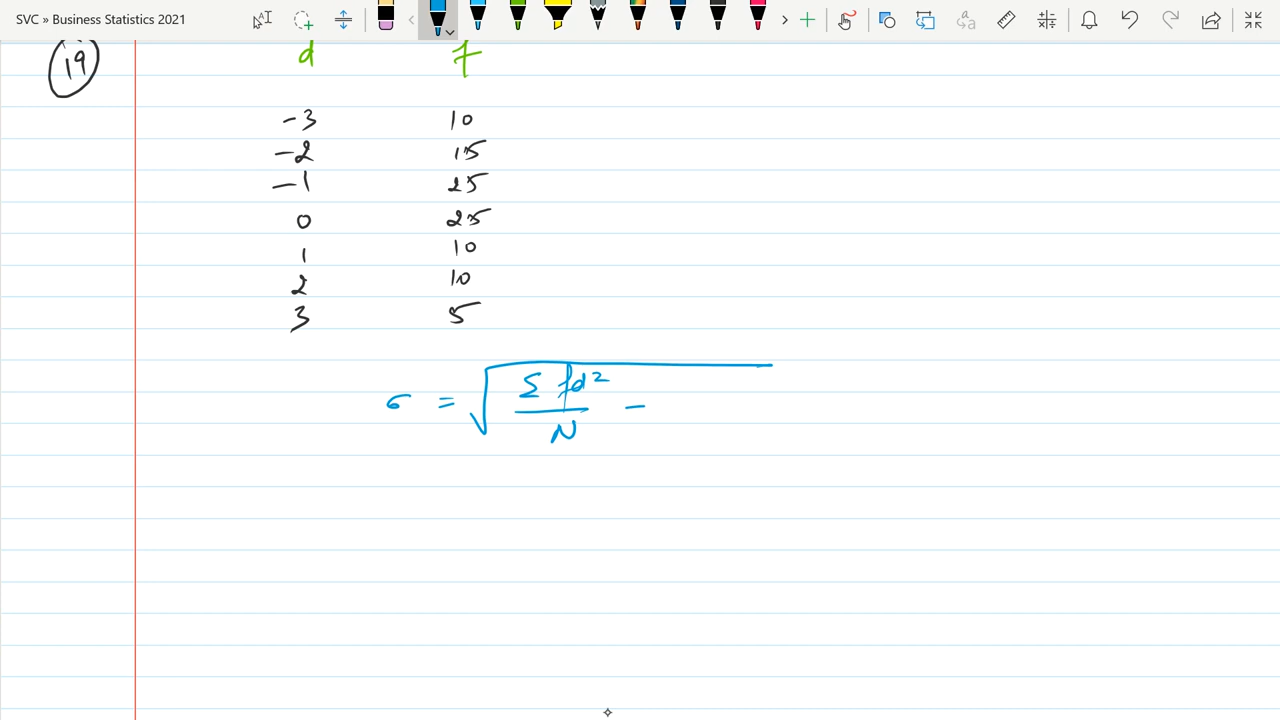 SVC » Business Statistics 2021
19 d f
-3 10
-2 15
-1 25
0 25
1 10
2 10
3 5
σ = √ Σ fd² / N −